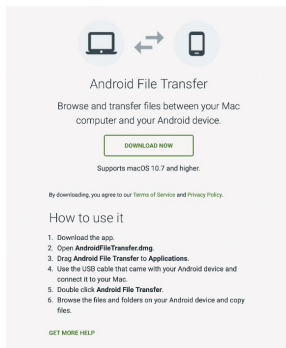 Android File Transfer
Browse and transfer files between your Mac
computer and your Android device.
DOWNLOAD NOW
Supports macOS 10.7 and higher.
By downloading, you agree to our Terms of Service and Privacy Policy.
How to use it
1. Download the app.
2. Open AndroidFileTransfer.dmg.
3. Drag Android File Transfer to Applications.
4. Use the USB cable that came with your Android device and
connect it to your Mac.
5. Double click Android File Transfer.
6. Browse the files and folders on your Android device and copy
files.
GET MORE HELP